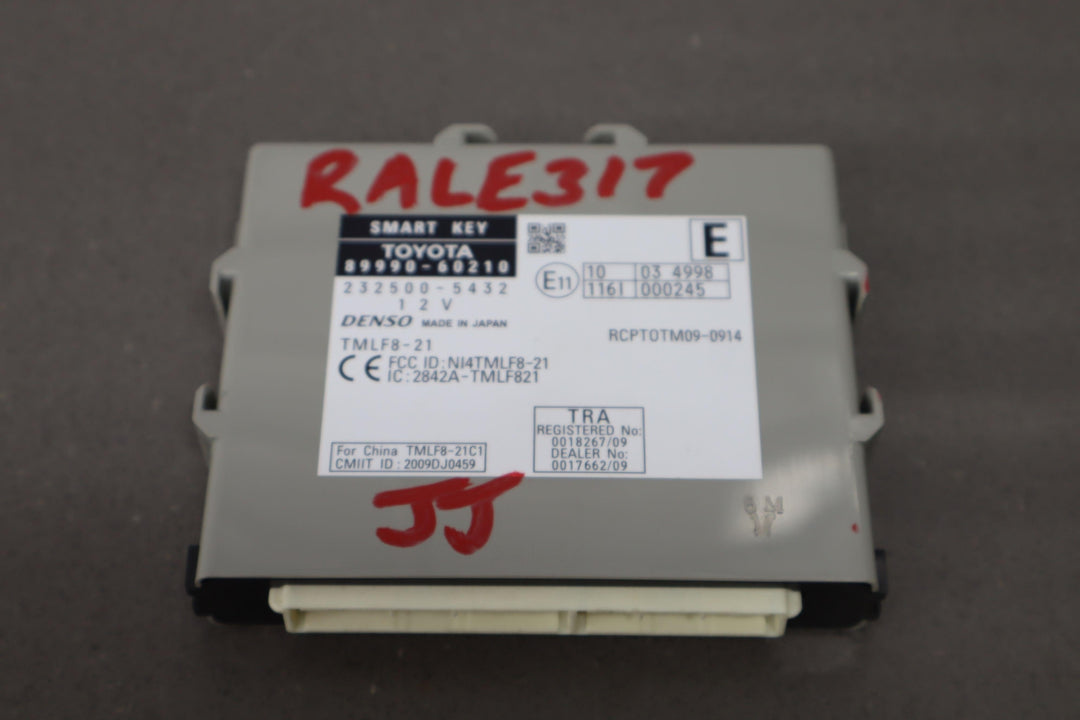 RALE317
SMART KEY
TOYOTA
89990-60210
232500-5432
12V
DENSO MADE IN JAPAN
TMLF8-21
CE FCC ID:NI4TMLF8-21
IC:2842A-TMLF821
E
E11
10 03 4998
116I 000245
RCPTOTM09-0914
For China TMLF8-21C1
CMIIT ID:2009DJ0459
TRA
REGISTERED No:
0018267/09
DEALER No:
0017662/09
JJ